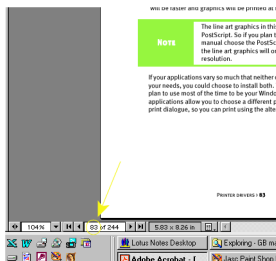 will be faster and graphics will be printed at
The line art graphics in this
PostScript. So if you plan t
NOTE
manual choose the PostSc
the line art graphics will on
resolution.
If your applications vary so much that neither
your needs, you could choose to install both.
plan to use most of the time to be your Windo
applications allow you to choose a different p
print dialogue, so you can print using the alte
PRINTER DRIVERS • 83
104% 83 of 244 5.83 x 8.26 in
Lotus Notes Desktop Exploring - GB ma
Adobe Acrobat - [ Jasc Paint Shop